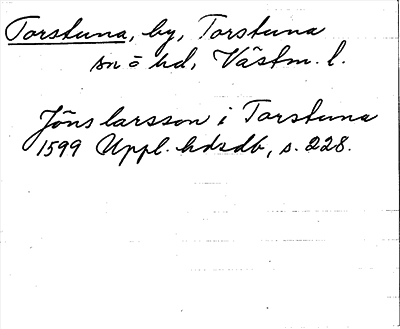 Torstuna, by, Torstuna
sn o hd, Västm. l.
Jöns larsson i Torstuna
1599 Uppl. hdrdb, s. 228.